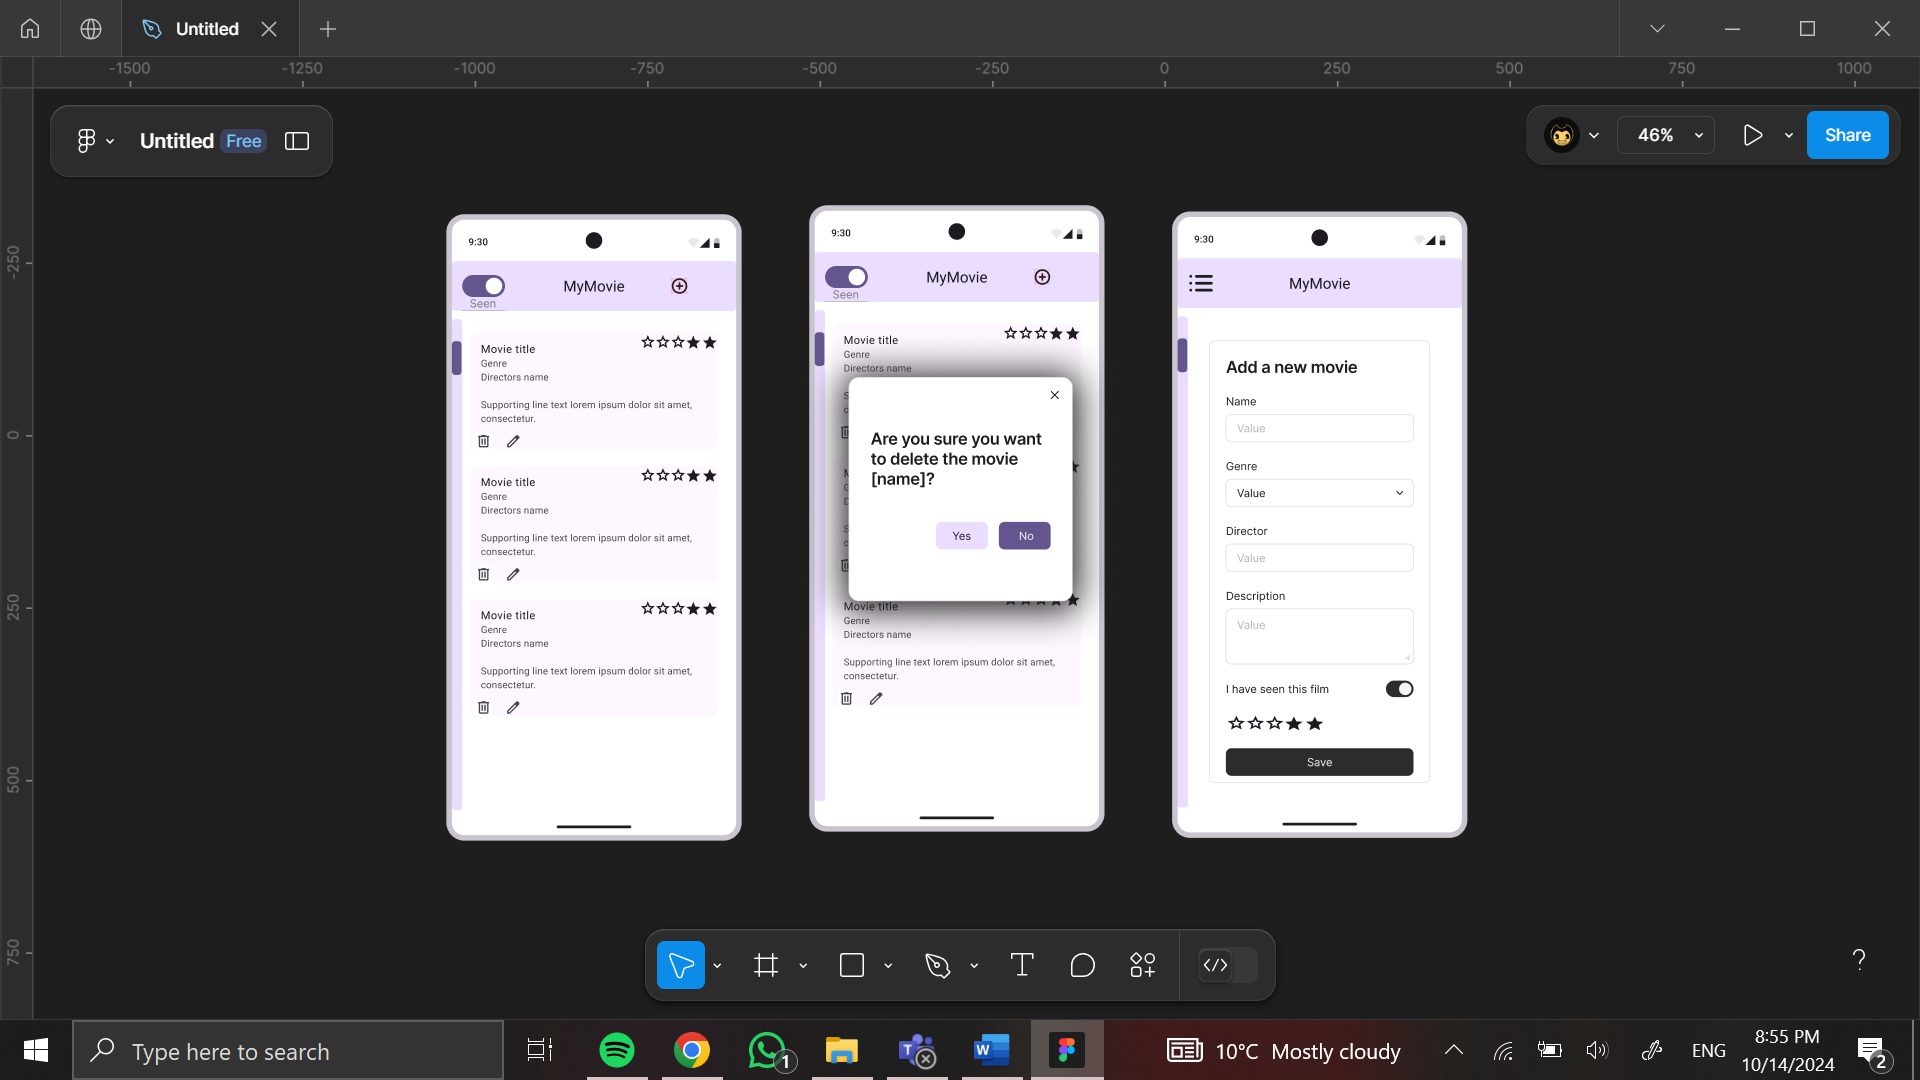 Untitled
-1500
-1250
-1000
-750
-500
-250
0
250
500
750
1000
Untitled
Free
46%
Share
-250
0
250
500
750
9:30
Seen
MyMovie
Movie title
Genre
Directors name
Supporting line text lorem ipsum dolor sit amet,
consectetur.
Movie title
Genre
Directors name
Supporting line text lorem ipsum dolor sit amet,
consectetur.
Movie title
Genre
Directors name
Supporting line text lorem ipsum dolor sit amet,
consectetur.
9:30
Seen
MyMovie
Movie title
Genre
Directors name
Are you sure you want
to delete the movie
[name]?
Yes
No
Movie title
Genre
Directors name
Supporting line text lorem ipsum dolor sit amet,
consectetur.
9:30
MyMovie
Add a new movie
Name
Value
Genre
Value
Director
Value
Description
Value
I have seen this film
Save
?
Type here to search
1
10°C Mostly cloudy
ENG
8:55 PM
10/14/2024
2